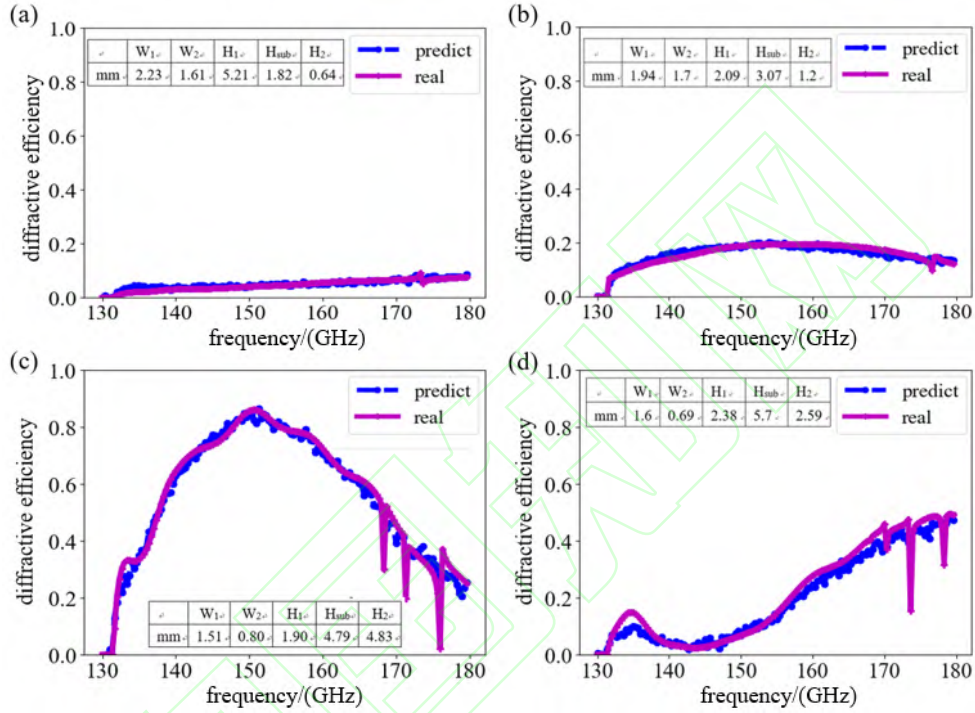 (a)
1.0
0.8
0.6
0.4
0.2
0.0
diffractive efficiency
W₁ W₂ H₁ Hsub H₂
mm 2.23 1.61 5.21 1.82 0.64
predict
real
130 140 150 160 170 180
frequency/(GHz)
(b)
1.0
0.8
0.6
0.4
0.2
0.0
diffractive efficiency
W₁ W₂ H₁ Hsub H₂
mm 1.94 1.7 2.09 3.07 1.2
predict
real
130 140 150 160 170 180
frequency/(GHz)
(c)
1.0
0.8
0.6
0.4
0.2
0.0
diffractive efficiency
predict
real
W₁ W₂ H₁ Hsub H₂
mm 1.51 0.80 1.90 4.79 4.83
130 140 150 160 170 180
frequency/(GHz)
(d)
1.0
0.8
0.6
0.4
0.2
0.0
diffractive efficiency
W₁ W₂ H₁ Hsub H₂
mm 1.6 0.69 2.38 5.7 2.59
predict
real
130 140 150 160 170 180
frequency/(GHz)